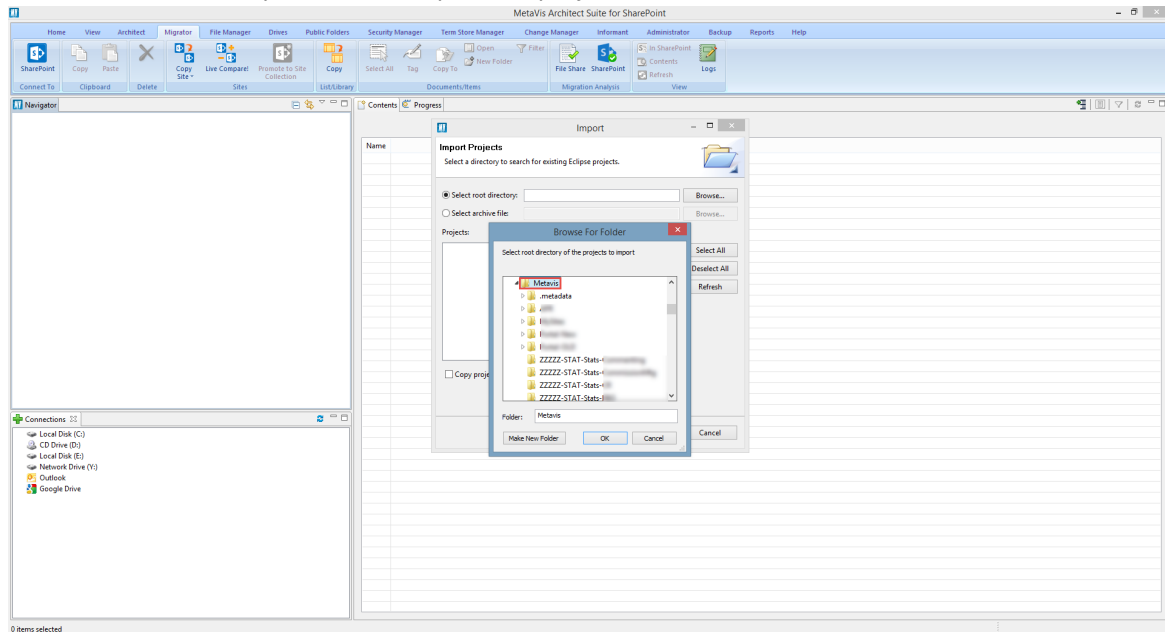 MetaVis Architect Suite for SharePoint
Home View Architect Migrator File Manager Drives Public Folders Security Manager Term Store Manager Change Manager Informant Administrator Backup Reports Help
SharePoint Copy Paste Copy Site Live Compare! Promote to Site Collection Copy Select All Tag Copy To Open New Folder Filter File Share SharePoint In SharePoint Contents Refresh Logs
Connect To Clipboard Delete Sites List/Library Documents/Items Migration Analysis View
Navigator
Contents Progress
Name
Import
Import Projects
Select a directory to search for existing Eclipse projects.
Select root directory: Browse...
Select archive file: Browse...
Projects:
Select All
Deselect All
Refresh
Copy proje
Cancel
Browse For Folder
Select root directory of the projects to import
Metavis
.metadata
ZZZZZ-STAT-Stats-
ZZZZZ-STAT-Stats-
ZZZZZ-STAT-Stats-
ZZZZZ-STAT-Stats-
Folder: Metavis
Make New Folder OK Cancel
Connections
Local Disk (C:)
CD Drive (D:)
Local Disk (E:)
Network Drive (Y:)
Outlook
Google Drive
0 items selected